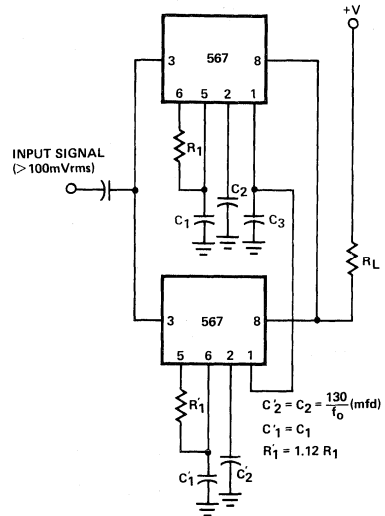 +V
3 567 8
6 5 2 1
R1
INPUT SIGNAL
(>100mVrms)
C1 C2 C3
RL
3 567 8
5 6 2 1
R'1
C'1 C'2
C'2 = C2 = 130/fo (mfd)
C'1 = C1
R'1 = 1.12 R1